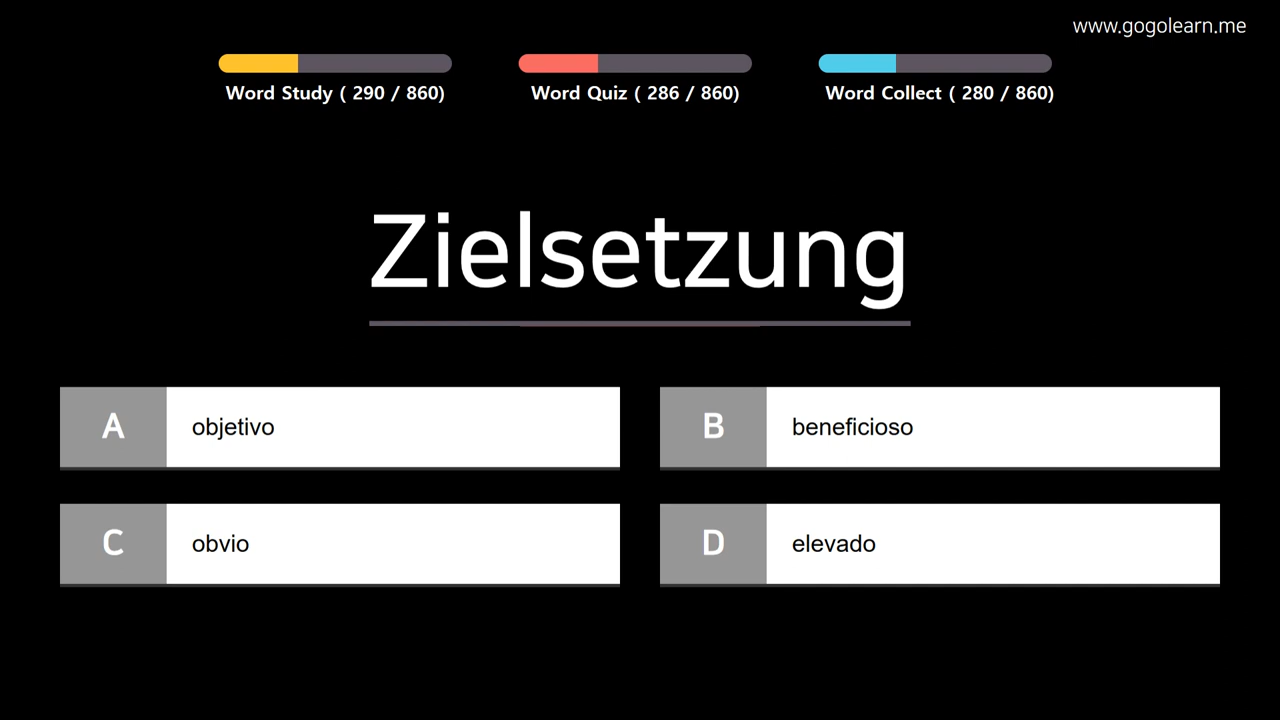 www.gogolearn.me
Word Study ( 290 / 860)
Word Quiz ( 286 / 860)
Word Collect ( 280 / 860)
Zielsetzung
A
objetivo
B
beneficioso
C
obvio
D
elevado